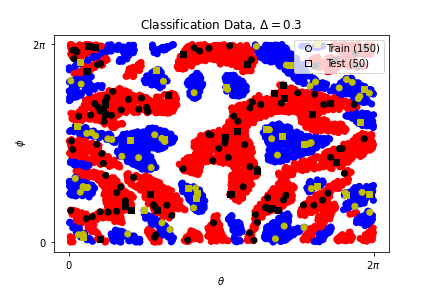 Classification Data, Δ = 0.3
2π
Train (150)
Test (50)
ϕ
0
0
2π
θ